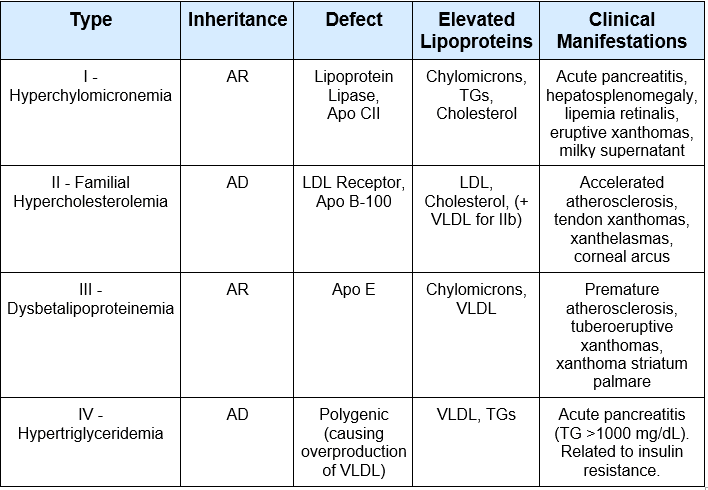 Type
Inheritance
Defect
Elevated
Lipoproteins
Clinical
Manifestations
I -
Hyperchylomicronemia
AR
Lipoprotein
Lipase,
Apo CII
Chylomicrons,
TGs,
Cholesterol
Acute pancreatitis,
hepatosplenomegaly,
lipemia retinalis,
eruptive xanthomas,
milky supernatant
II - Familial
Hypercholesterolemia
AD
LDL Receptor,
Apo B-100
LDL,
Cholesterol, (+
VLDL for IIb)
Accelerated
atherosclerosis,
tendon xanthomas,
xanthelasmas,
corneal arcus
III -
Dysbetalipoproteinemia
AR
Apo E
Chylomicrons,
VLDL
Premature
atherosclerosis,
tuberoeruptive
xanthomas,
xanthoma striatum
palmare
IV -
Hypertriglyceridemia
AD
Polygenic
(causing
overproduction
of VLDL)
VLDL, TGs
Acute pancreatitis
(TG >1000 mg/dL).
Related to insulin
resistance.